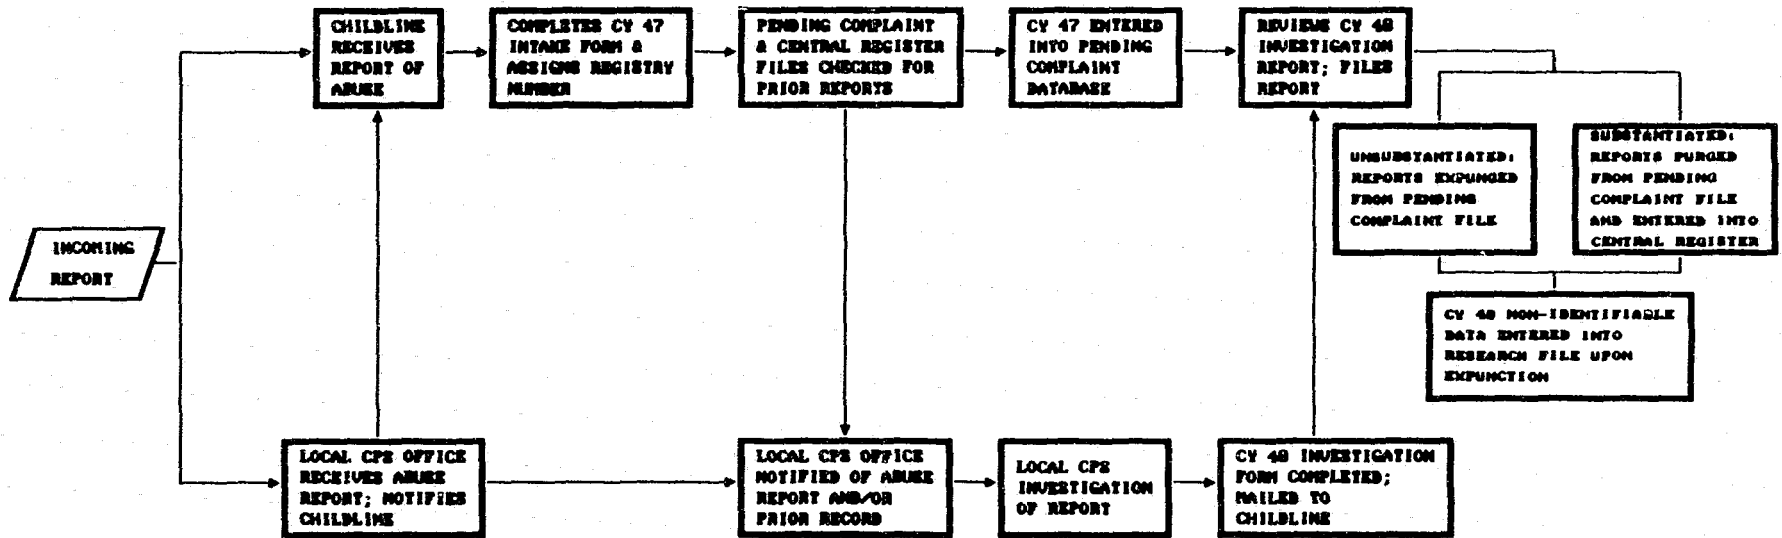 INCOMING
REPORT
CHILDLINE
RECEIVES
REPORT OF
ABUSE
COMPLETES CY 47
INTAKE FORM &
ASSIGNS REGISTRY
NUMBER
PENDING COMPLAINT
& CENTRAL REGISTER
FILES CHECKED FOR
PRIOR REPORTS
CY 47 ENTERED
INTO PENDING
COMPLAINT
DATABASE
REVIEWS CY 48
INVESTIGATION
REPORT; FILES
REPORT
UNSUBSTANTIATED:
REPORTS EXPUNGED
FROM PENDING
COMPLAINT FILE
SUBSTANTIATED:
REPORTS PURGED
FROM PENDING
COMPLAINT FILE
AND ENTERED INTO
CENTRAL REGISTER
CY 48 NON-IDENTIFIABLE
DATA ENTERED INTO
RESEARCH FILE UPON
EXPUNCTION
LOCAL CPS OFFICE
RECEIVES ABUSE
REPORT; NOTIFIES
CHILDLINE
LOCAL CPS OFFICE
NOTIFIED OF ABUSE
REPORT AND/OR
PRIOR RECORD
LOCAL CPS
INVESTIGATION
OF REPORT
CY 48 INVESTIGATION
FORM COMPLETED;
MAILED TO
CHILDLINE